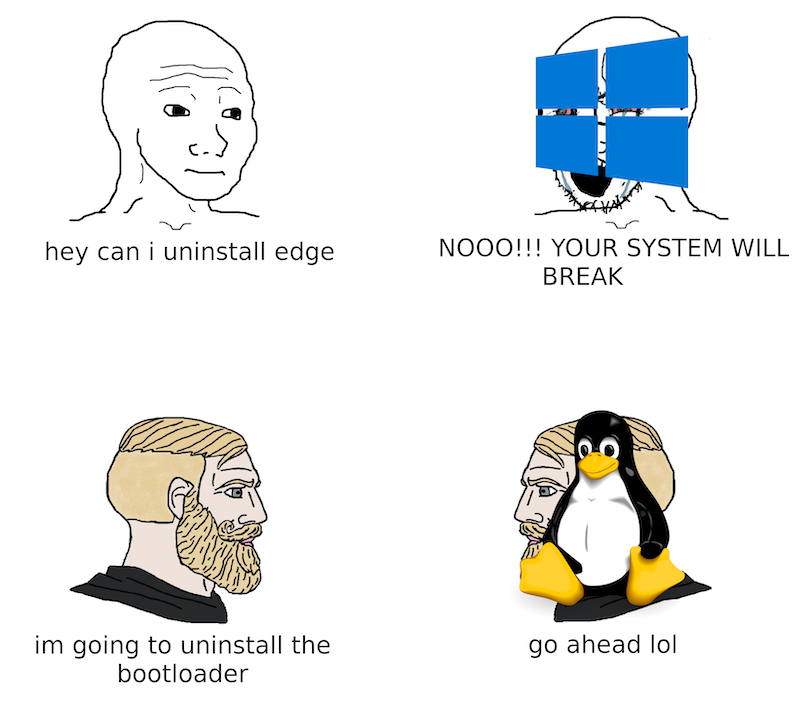 hey can i uninstall edge
NOOO!!! YOUR SYSTEM WILL
BREAK
im going to uninstall the
bootloader
go ahead lol